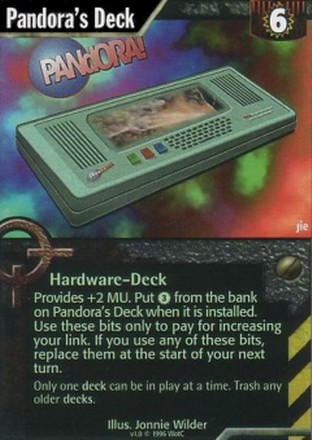 Pandora's Deck
6
PANdORA!
jie
Hardware-Deck
Provides +2 MU. Put 3 from the bank
on Pandora's Deck when it is installed.
Use these bits only to pay for increasing
your link. If you use any of these bits,
replace them at the start of your next
turn.
Only one deck can be in play at a time. Trash any
older decks.
Illus. Jonnie Wilder
v1.0 © 1996 WotC